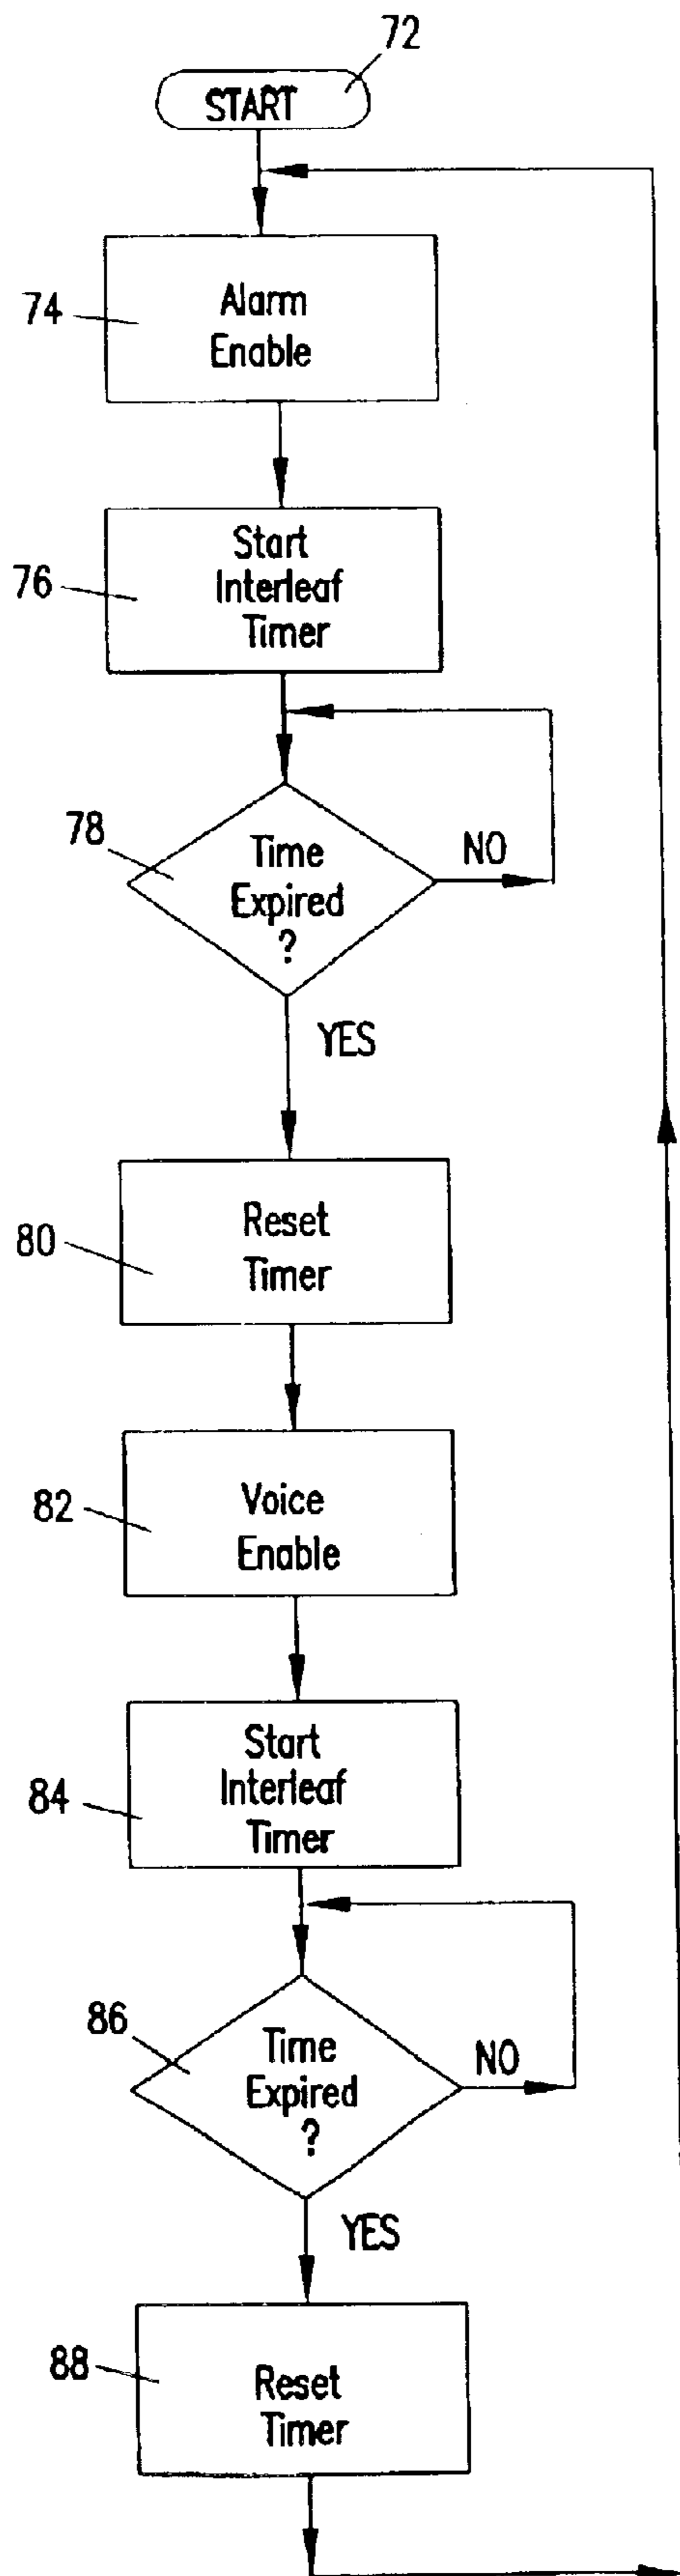 72
START
74
Alarm
Enable
76
Start
Interleaf
Timer
78
Time
Expired
?
NO
YES
80
Reset
Timer
82
Voice
Enable
84
Start
Interleaf
Timer
86
Time
Expired
?
NO
YES
88
Reset
Timer